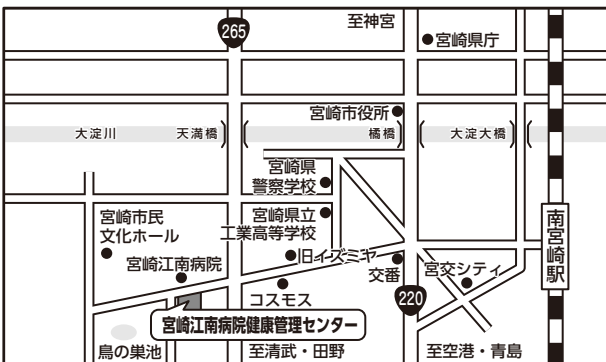 265
至神宮
宮崎県庁
宮崎市役所
大淀川
天満橋
橘橋
大淀大橋
宮崎県
警察学校
宮崎市民
文化ホール
宮崎県立
工業高等学校
南宮崎駅
宮崎江南病院
旧イズミヤ
交番
宮交シティ
コスモス
220
宮崎江南病院健康管理センター
鳥の巣池
至清武・田野
至空港・青島